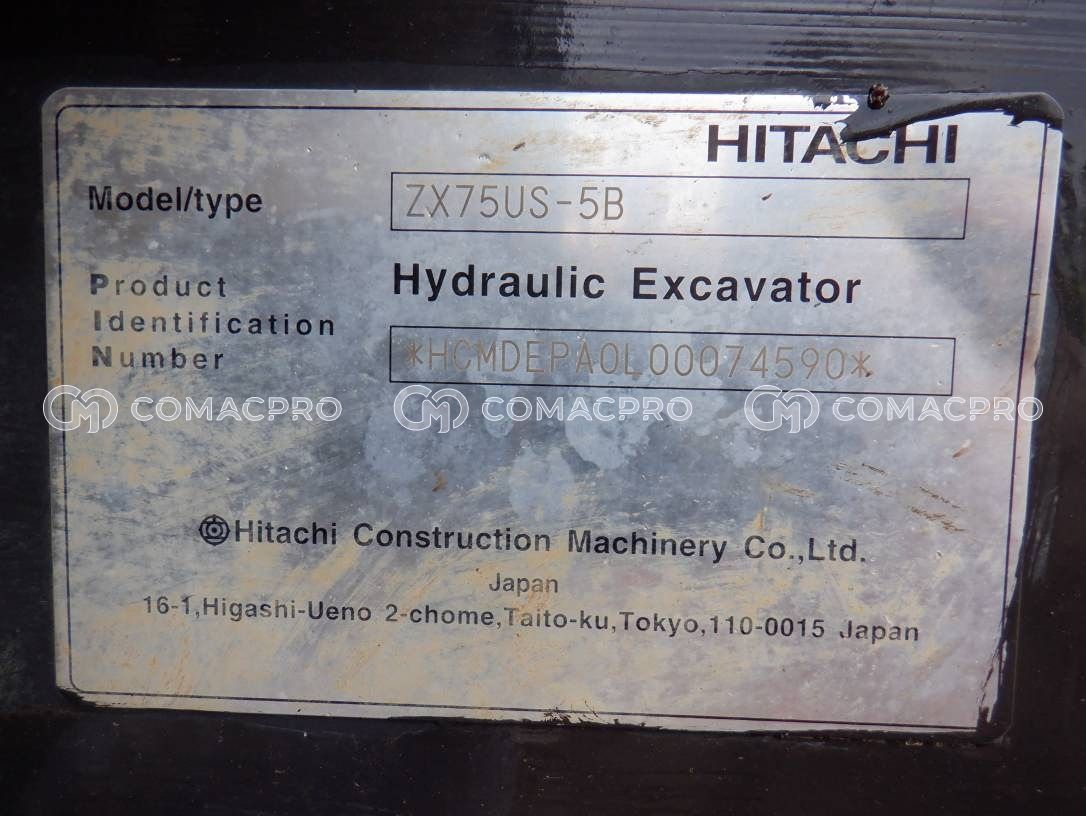 HITACHI
Model/type ZX75US-5B
Product Hydraulic Excavator
Identification
Number *HCMDEPA0L00074590*
COMACPRO COMACPRO COMACPRO
Hitachi Construction Machinery Co.,Ltd.
Japan
16-1,Higashi-Ueno 2-chome,Taito-ku,Tokyo,110-0015 Japan